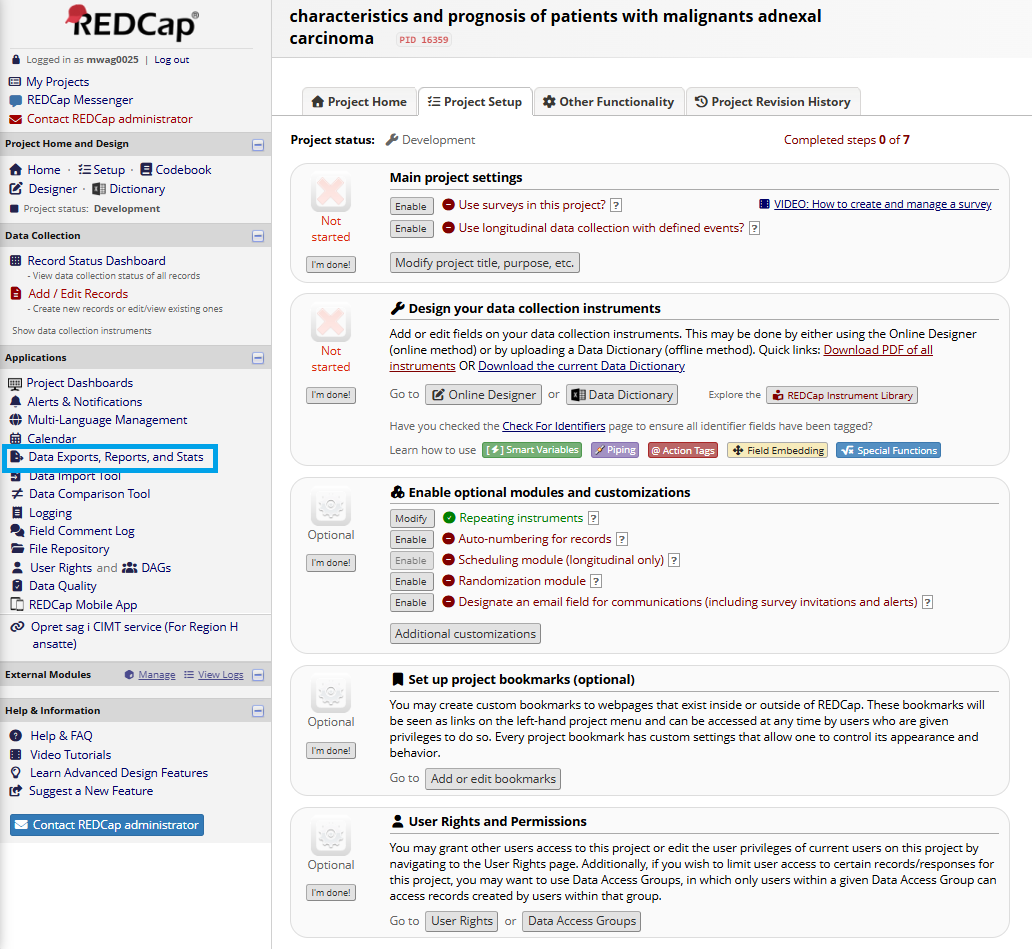 REDCap®
Logged in as mwag0025 | Log out
My Projects
REDCap Messenger
Contact REDCap administrator
Project Home and Design
Home · Setup · Codebook
Designer · Dictionary
Project status: Development
Data Collection
Record Status Dashboard
- View data collection status of all records
Add / Edit Records
- Create new records or edit/view existing ones
Show data collection instruments
Applications
Project Dashboards
Alerts & Notifications
Multi-Language Management
Calendar
Data Exports, Reports, and Stats
Data Import Tool
Data Comparison Tool
Logging
Field Comment Log
File Repository
User Rights and DAGs
Data Quality
REDCap Mobile App
Opret sag i CIMT service (For Region H
ansatte)
External Modules Manage View Logs
Help & Information
Help & FAQ
Video Tutorials
Learn Advanced Design Features
Suggest a New Feature
Contact REDCap administrator
characteristics and prognosis of patients with malignants adnexal
carcinoma PID 16359
Project Home Project Setup Other Functionality Project Revision History
Project status: Development Completed steps 0 of 7
Not
started
I'm done!
Main project settings
Enable Use surveys in this project? ? VIDEO: How to create and manage a survey
Enable Use longitudinal data collection with defined events? ?
Modify project title, purpose, etc.
Not
started
I'm done!
Design your data collection instruments
Add or edit fields on your data collection instruments. This may be done by either using the Online Designer
(online method) or by uploading a Data Dictionary (offline method). Quick links: Download PDF of all
instruments OR Download the current Data Dictionary
Go to Online Designer or Data Dictionary Explore the REDCap Instrument Library
Have you checked the Check For Identifiers page to ensure all identifier fields have been tagged?
Learn how to use [⚡] Smart Variables Piping @ Action Tags Field Embedding √x Special Functions
Optional
I'm done!
Enable optional modules and customizations
Modify Repeating instruments ?
Enable Auto-numbering for records ?
Enable Scheduling module (longitudinal only) ?
Enable Randomization module ?
Enable Designate an email field for communications (including survey invitations and alerts) ?
Additional customizations
Optional
I'm done!
Set up project bookmarks (optional)
You may create custom bookmarks to webpages that exist inside or outside of REDCap. These bookmarks will
be seen as links on the left-hand project menu and can be accessed at any time by users who are given
privileges to do so. Every project bookmark has custom settings that allow one to control its appearance and
behavior.
Go to Add or edit bookmarks
Optional
I'm done!
User Rights and Permissions
You may grant other users access to this project or edit the user privileges of current users on this project by
navigating to the User Rights page. Additionally, if you wish to limit user access to certain records/responses for
this project, you may want to use Data Access Groups, in which only users within a given Data Access Group can
access records created by users within that group.
Go to User Rights or Data Access Groups